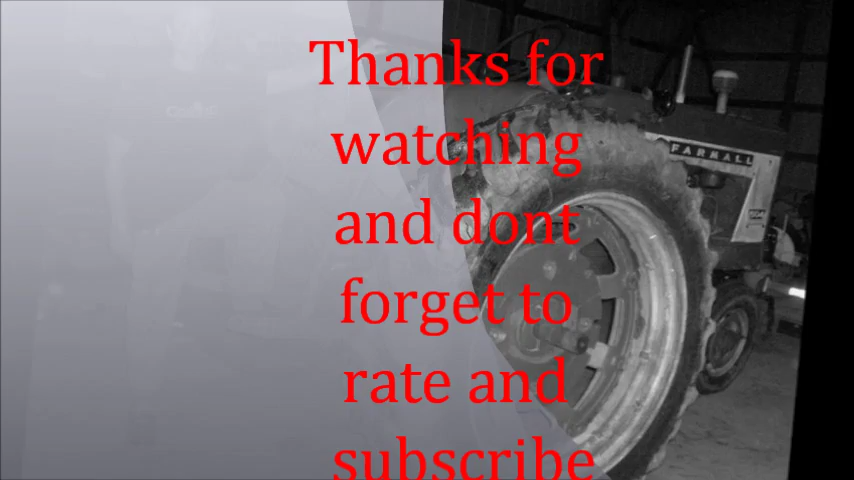 Thanks for
watching
and dont
forget to
rate and
subscribe
FARMALL